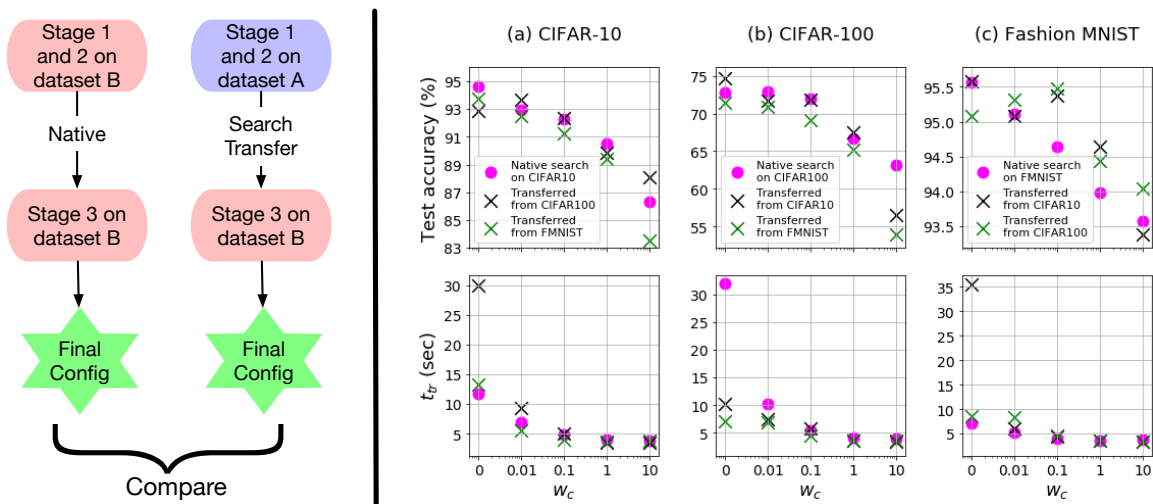 Stage 1
and 2 on
dataset B
Stage 1
and 2 on
dataset A
Native
Search
Transfer
Stage 3 on
dataset B
Stage 3 on
dataset B
Final
Config
Final
Config
Compare
(a) CIFAR-10
(b) CIFAR-100
(c) Fashion MNIST
Test accuracy (%)
95
93
91
89
87
85
83
Native search
on CIFAR10
Transferred
from CIFAR100
Transferred
from FMNIST
75
70
65
60
55
Native search
on CIFAR100
Transferred
from CIFAR10
Transferred
from FMNIST
95.5
95.0
94.5
94.0
93.5
Native search
on FMNIST
Transferred
from CIFAR10
Transferred
from CIFAR100
t_tr (sec)
30
25
20
15
10
5
0 0.01 0.1 1 10
w_c
30
25
20
15
10
5
0 0.01 0.1 1 10
w_c
35
30
25
20
15
10
5
0 0.01 0.1 1 10
w_c